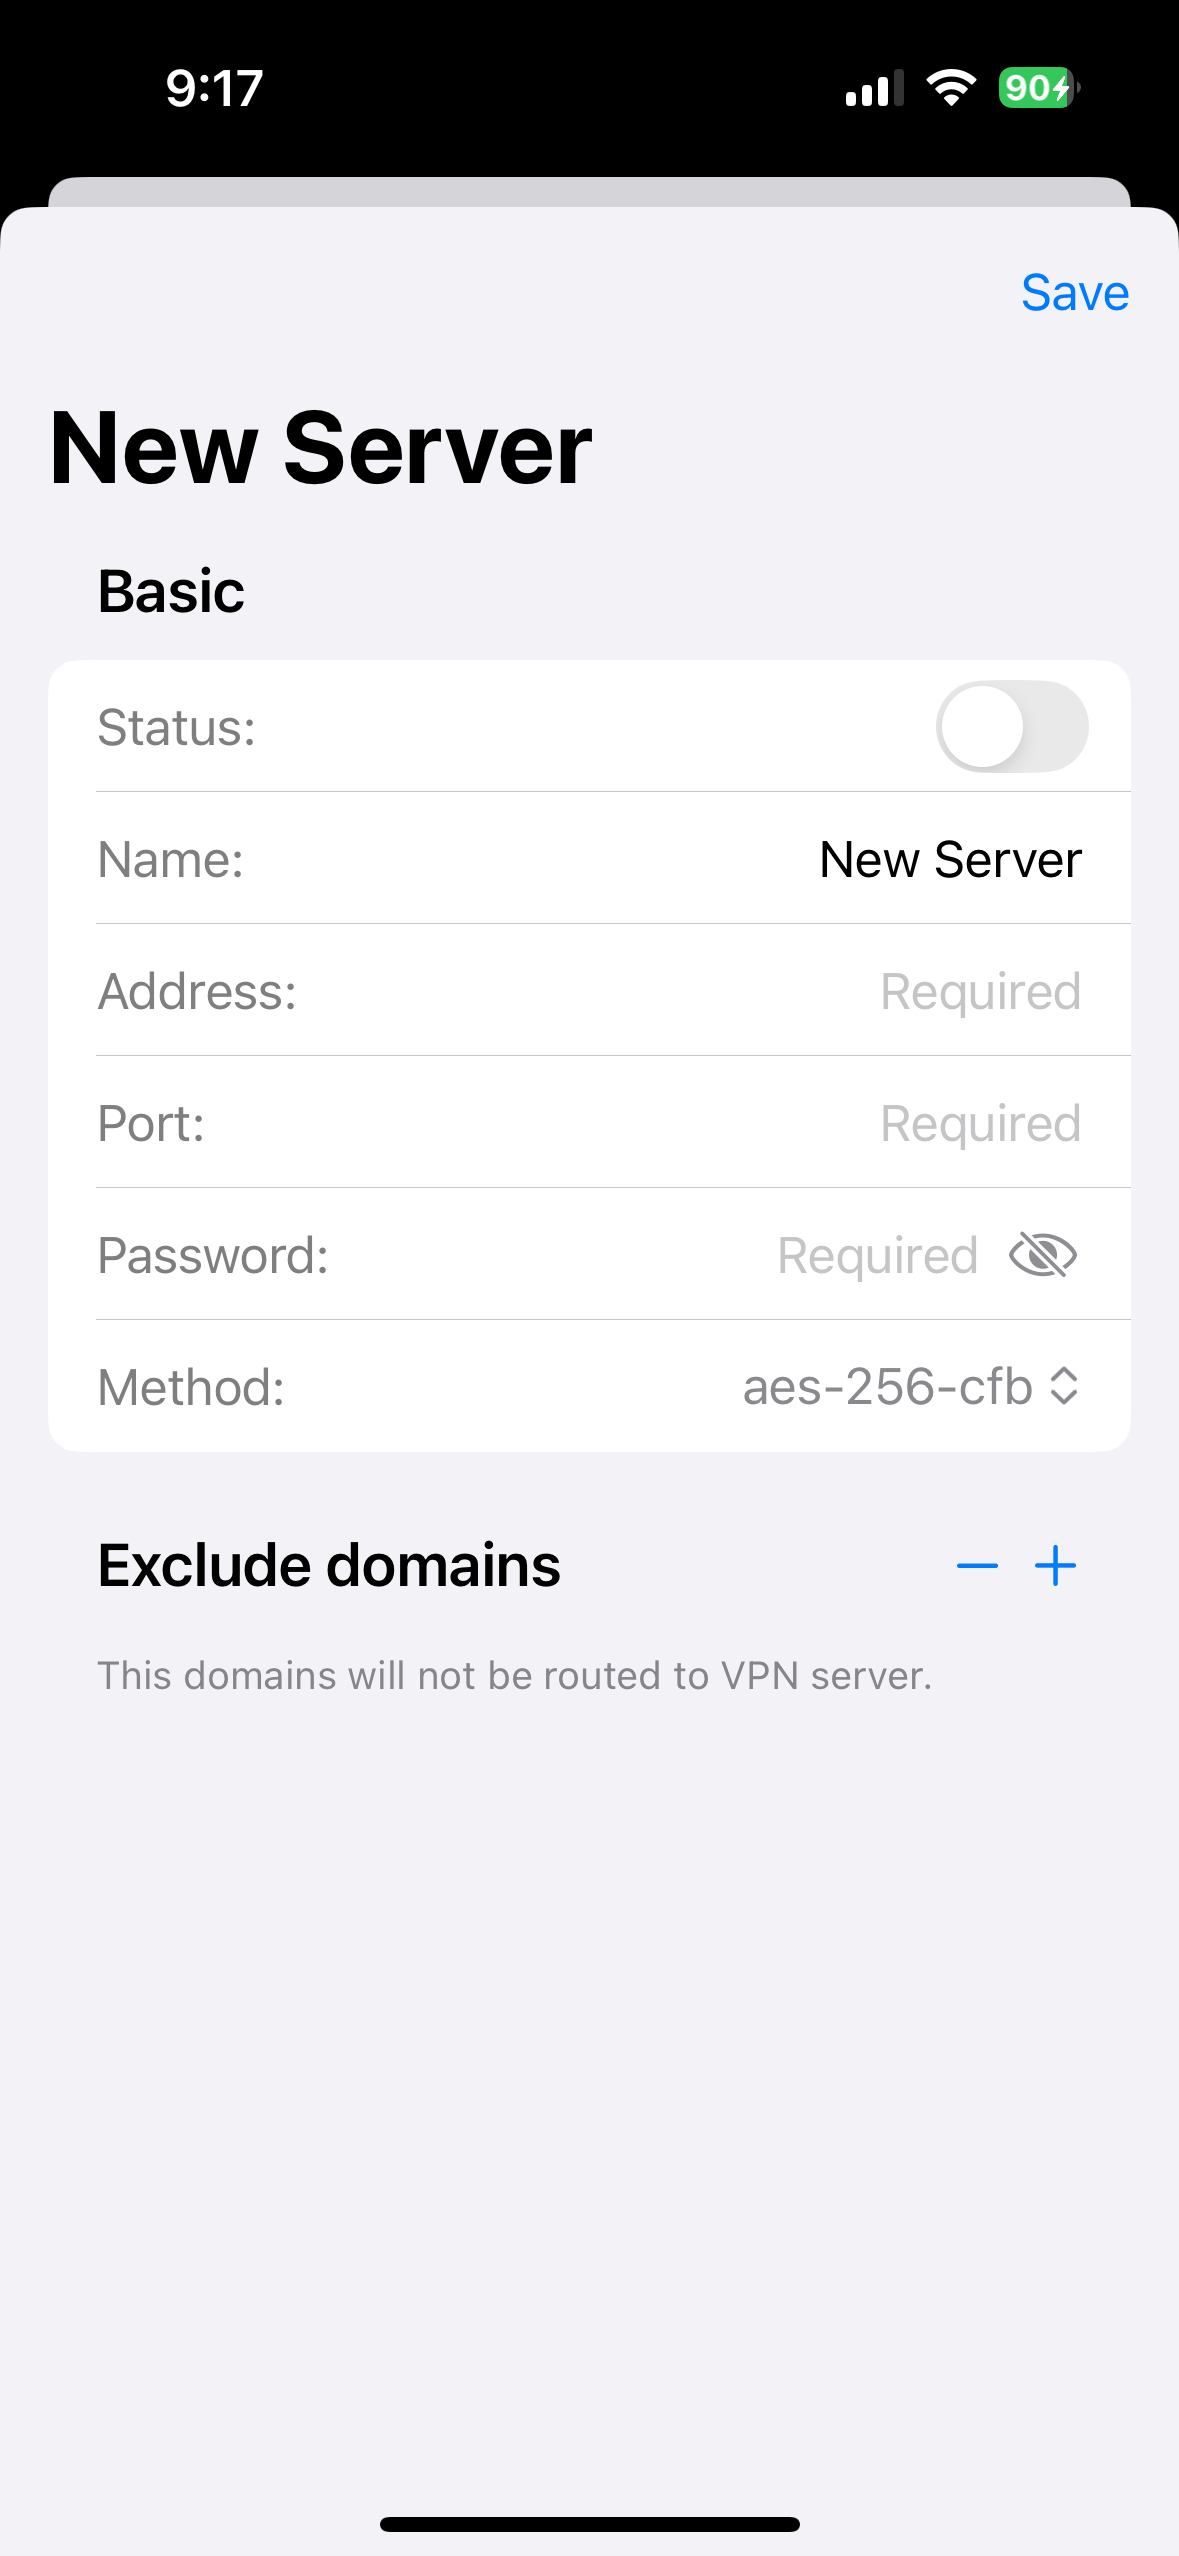 9:17
90
Save
New Server
Basic
Status:
Name: New Server
Address: Required
Port: Required
Password: Required
Method: aes-256-cfb
Exclude domains
This domains will not be routed to VPN server.